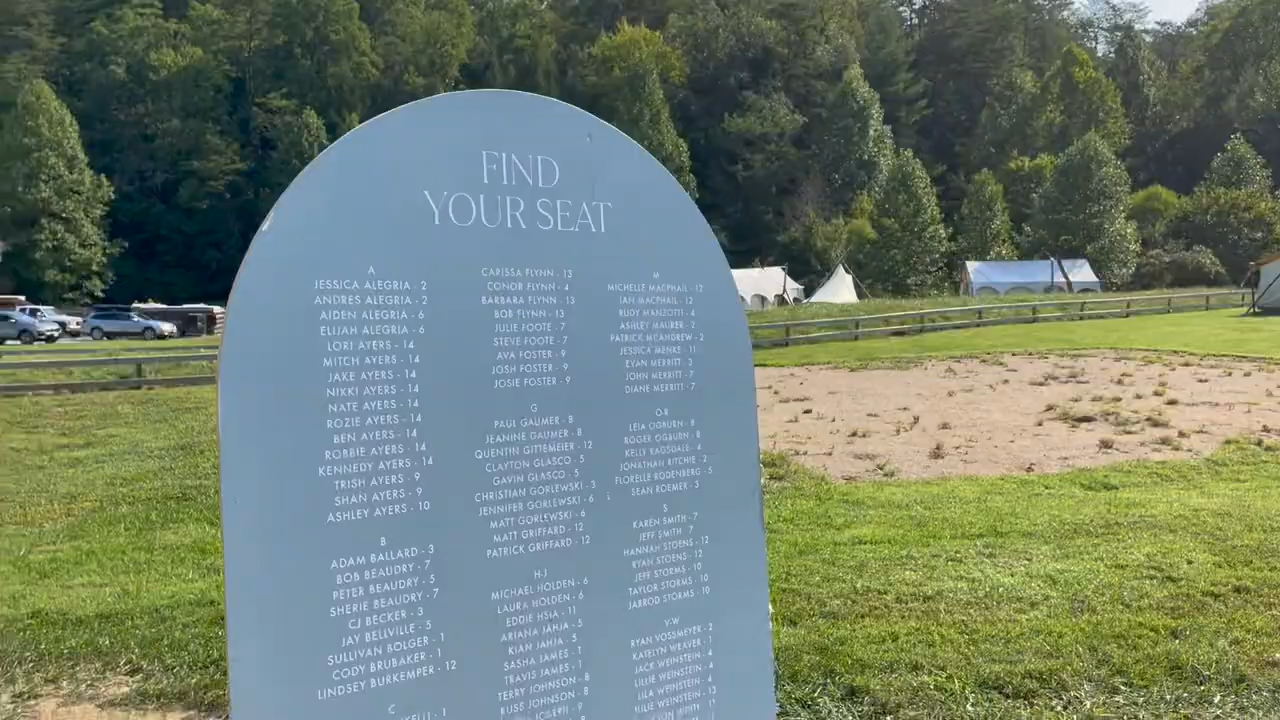 FIND
YOUR SEAT
A
JESSICA ALEGRIA - 2
ANDRES ALEGRIA - 2
AIDEN ALEGRIA - 6
ELIJAH ALEGRIA - 6
LORI AYERS - 14
MITCH AYERS - 14
JAKE AYERS - 14
NIKKI AYERS - 14
NATE AYERS - 14
ROZIE AYERS - 14
BEN AYERS - 14
ROBBIE AYERS - 14
KENNEDY AYERS - 14
TRISH AYERS - 9
SHAN AYERS - 9
ASHLEY AYERS - 10
B
ADAM BALLARD - 3
BOB BEAUDRY - 7
PETER BEAUDRY - 5
SHERIE BEAUDRY - 7
CJ BECKER - 3
JAY BELLVILLE - 5
SULLIVAN BOLGER - 1
CODY BRUBAKER - 1
LINDSEY BURKEMPER - 12
C
CARISSA FLYNN - 13
CONOR FLYNN - 4
BARBARA FLYNN - 13
BOB FLYNN - 13
JULIE FOOTE - 7
STEVE FOOTE - 7
AVA FOSTER - 9
JOSH FOSTER - 9
JOSIE FOSTER - 9
G
PAUL GAUMER - 8
JEANINE GAUMER - 8
QUENTIN GITTEMEIER - 12
CLAYTON GLASCO - 5
GAVIN GLASCO - 5
CHRISTIAN GORLEWSKI - 3
JENNIFER GORLEWSKI - 6
MATT GORLEWSKI - 6
MATT GRIFFARD - 12
PATRICK GRIFFARD - 12
H-J
MICHAEL HOLDEN - 6
LAURA HOLDEN - 6
EDDIE HSIA - 11
ARIANA JAHJA - 5
KIAN JAHJA - 5
SASHA JAMES - 1
TRAVIS JAMES - 1
TERRY JOHNSON - 8
RUSS JOHNSON - 8
M
MICHELLE MACPHAIL - 12
IAN MACPHAIL - 12
RUDY MANZOTTI - 4
ASHLEY MAURER - 2
PATRICK MCANDREW - 2
JESSICA MENKE - 11
EVAN MERRITT - 3
JOHN MERRITT - 7
DIANE MERRITT - 7
O-R
LEIA OGBURN - 8
ROGER OGBURN - 8
KELLY RAGSDALE - 4
JONATHAN RITCHIE - 2
FLORELLE RODENBERG - 5
SEAN ROEMER - 3
S
KAREN SMITH - 7
JEFF SMITH 7
HANNAH STOENS - 12
RYAN STOENS - 12
JEFF STORMS - 10
TAYLOR STORMS - 10
JARROD STORMS - 10
V-W
RYAN VOSSMEYER - 2
KATELYN WEAVER - 1
JACK WEINSTEIN - 4
LILLIE WEINSTEIN - 4
LILA WEINSTEIN - 4